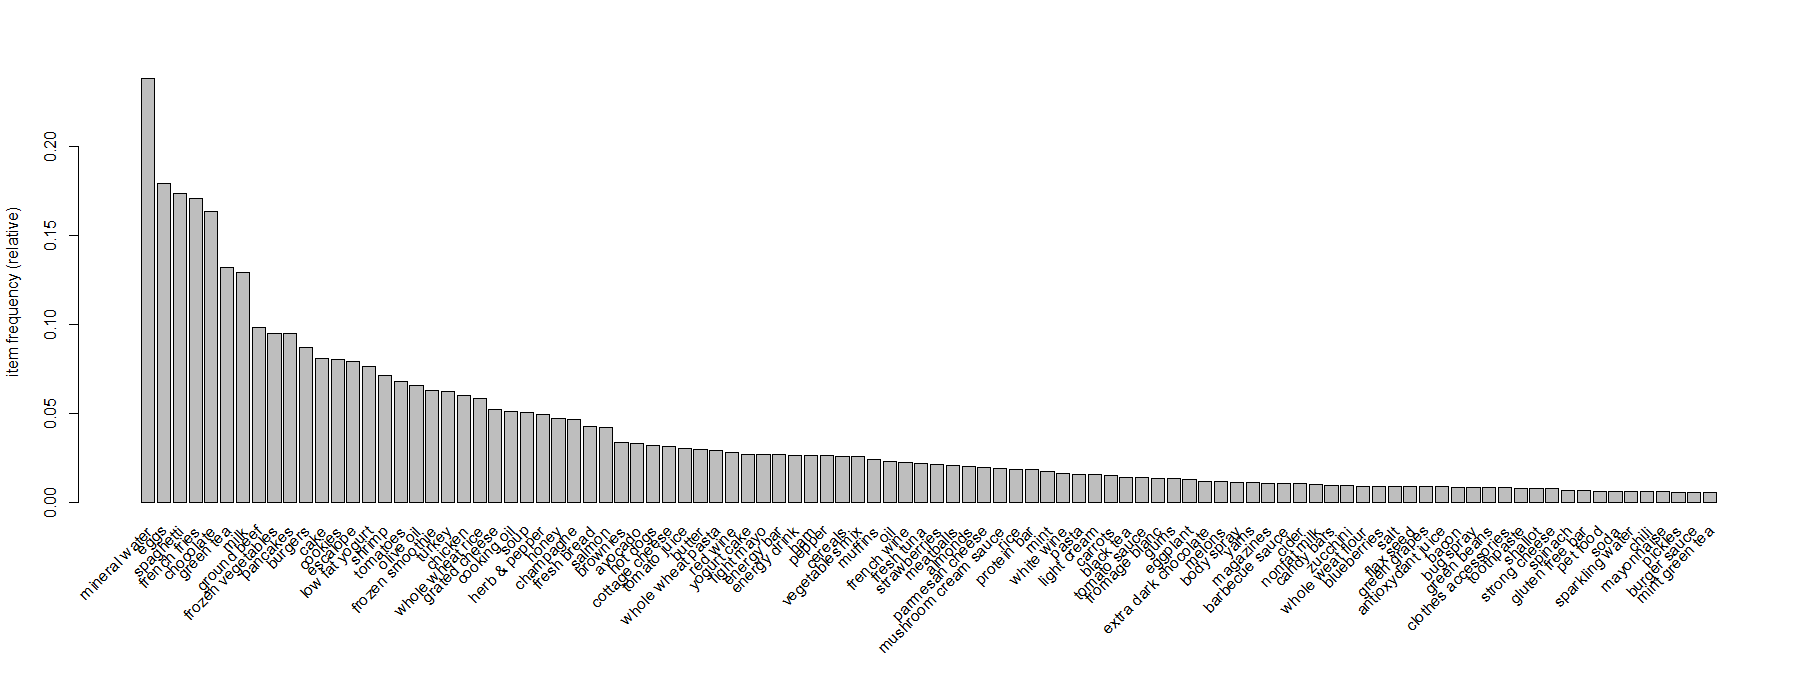 item frequency (relative)
0.00
0.05
0.10
0.15
0.20
mineral water
eggs
spaghetti
french fries
chocolate
green tea
milk
ground beef
frozen vegetables
pancakes
burgers
cake
cookies
escalope
low fat yogurt
shrimp
tomatoes
olive oil
frozen smoothie
turkey
chicken
whole wheat rice
grated cheese
cooking oil
soup
herb & pepper
honey
champagne
fresh bread
salmon
brownies
avocado
hot dogs
cottage cheese
tomato juice
butter
whole wheat pasta
red wine
yogurt cake
light mayo
energy bar
energy drink
ham
pepper
vegetables mix
cereals
muffins
oil
french wine
fresh tuna
strawberries
meatballs
almonds
parmesan cheese
mushroom cream sauce
rice
protein bar
mint
white wine
pasta
light cream
carrots
black tea
tomato sauce
fromage blanc
gums
eggplant
extra dark chocolate
melons
body spray
yams
magazines
barbecue sauce
cider
nonfat milk
candy bars
zucchini
whole weat flour
blueberries
salt
flax seed
green grapes
antioxydant juice
bacon
bug spray
green beans
clothes accessories
toothpaste
shallot
strong cheese
spinach
gluten free bar
pet food
soda
sparkling water
chili
mayonnaise
pickles
burger sauce
mint green tea